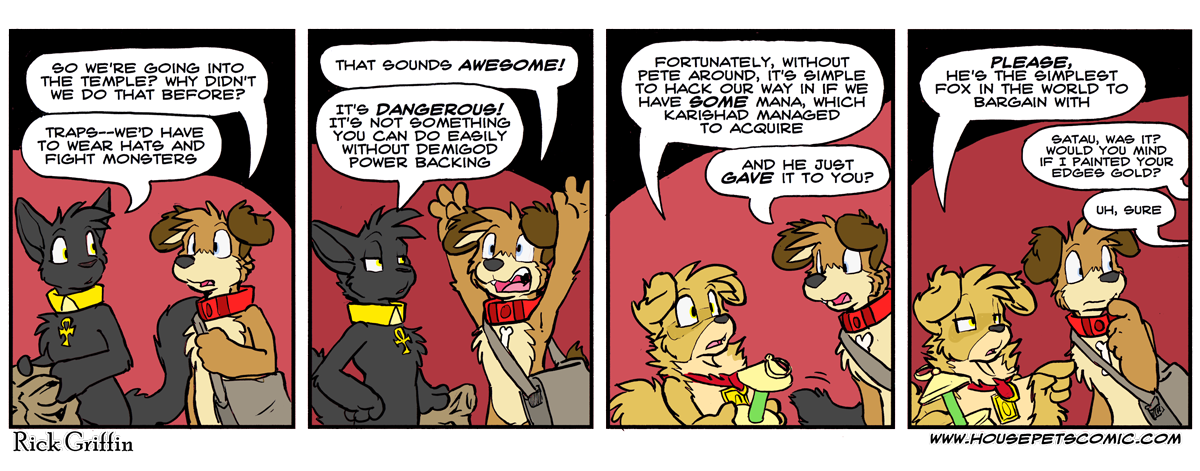 SO WE'RE GOING INTO
THE TEMPLE? WHY DIDN'T
WE DO THAT BEFORE?
TRAPS--WE'D HAVE
TO WEAR HATS AND
FIGHT MONSTERS
THAT SOUNDS AWESOME!
IT'S DANGEROUS!
IT'S NOT SOMETHING
YOU CAN DO EASILY
WITHOUT DEMIGOD
POWER BACKING
FORTUNATELY, WITHOUT
PETE AROUND, IT'S SIMPLE
TO HACK OUR WAY IN IF WE
HAVE SOME MANA, WHICH
KARISHAD MANAGED
TO ACQUIRE
AND HE JUST
GAVE IT TO YOU?
PLEASE,
HE'S THE SIMPLEST
FOX IN THE WORLD TO
BARGAIN WITH
SATAU, WAS IT?
WOULD YOU MIND
IF I PAINTED YOUR
EDGES GOLD?
UH, SURE
Rick Griffin
WWW.HOUSEPETSCOMIC.COM